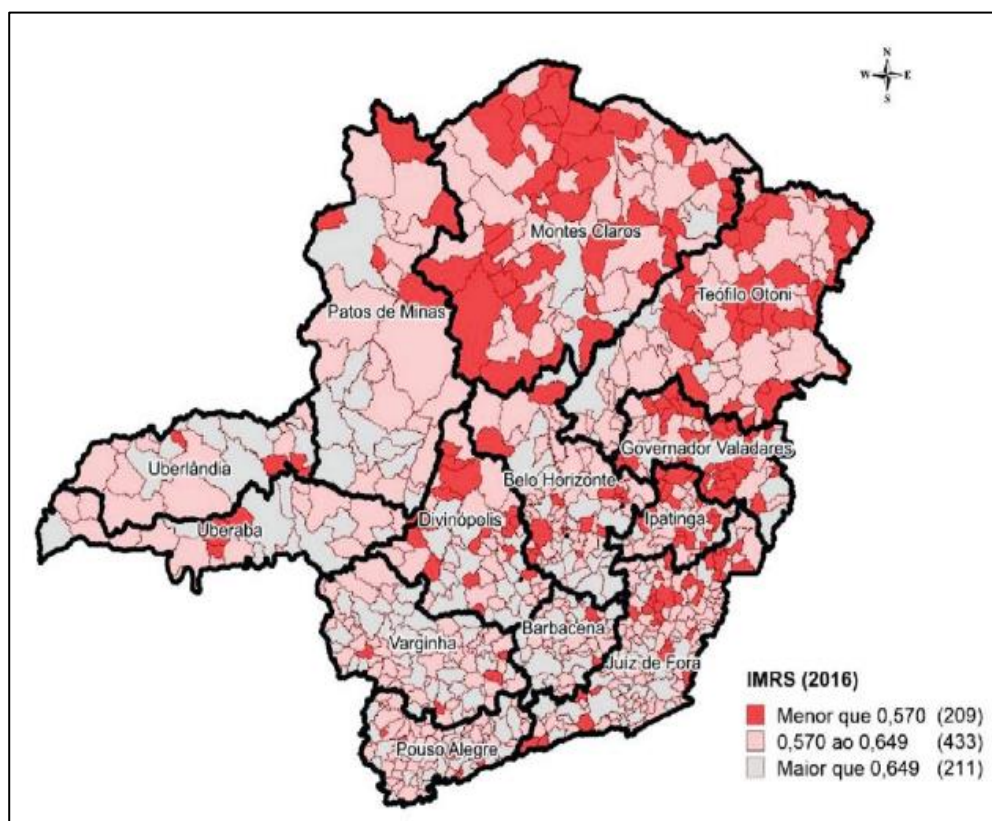 N
W E
S
Montes Claros
Teófilo Otoni
Patos de Minas
Governador Valadares
Uberlândia
Belo Horizonte
Divinópolis
Ipatinga
Uberaba
Barbacena
Varginha
Juiz de Fora
Pouso Alegre
IMRS (2016)
Menor que 0,570 (209)
0,570 ao 0,649 (433)
Maior que 0,649 (211)